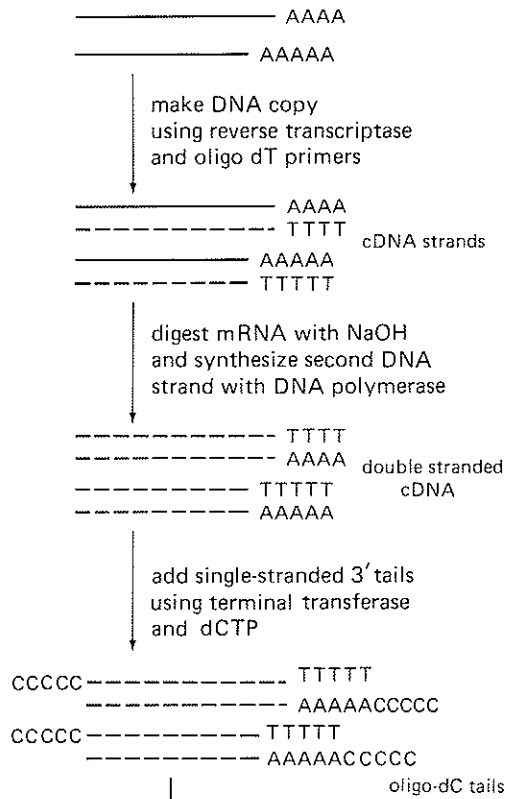 AAAA
AAAAA
make DNA copy
using reverse transcriptase
and oligo dT primers
AAAA
TTTT
cDNA strands
AAAAA
TTTTT
digest mRNA with NaOH
and synthesize second DNA
strand with DNA polymerase
TTTT
AAAA
double stranded
cDNA
TTTTT
AAAAA
add single-stranded 3′ tails
using terminal transferase
and dCTP
CCCCC TTTTT
AAAAACCCCC
CCCCC TTTTT
AAAAACCCCC
oligo-dC tails